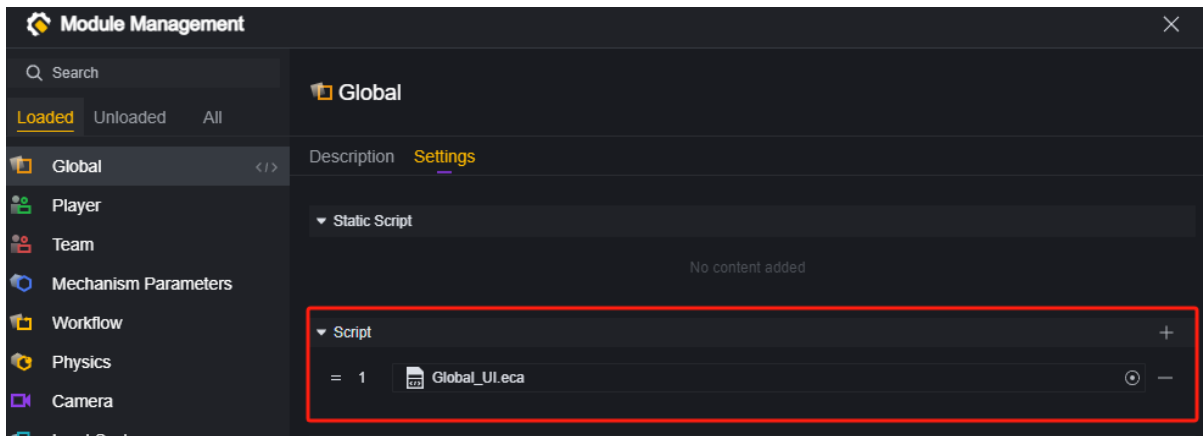 Module Management
Search
Loaded Unloaded All
Global </>
Player
Team
Mechanism Parameters
Workflow
Physics
Camera
Global
Description Settings
Static Script
No content added
Script
= 1 Global_UI.eca